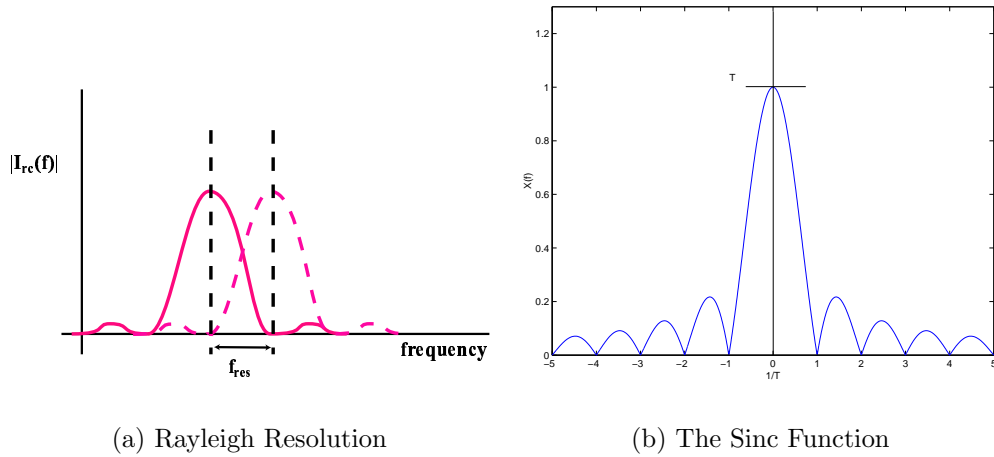 |I_rc(f)|
frequency
f_res
(a) Rayleigh Resolution
1.2
1
0.8
0.6
0.4
0.2
0
X(f)
T
−5 −4 −3 −2 −1 0 1 2 3 4 5
1/T
(b) The Sinc Function